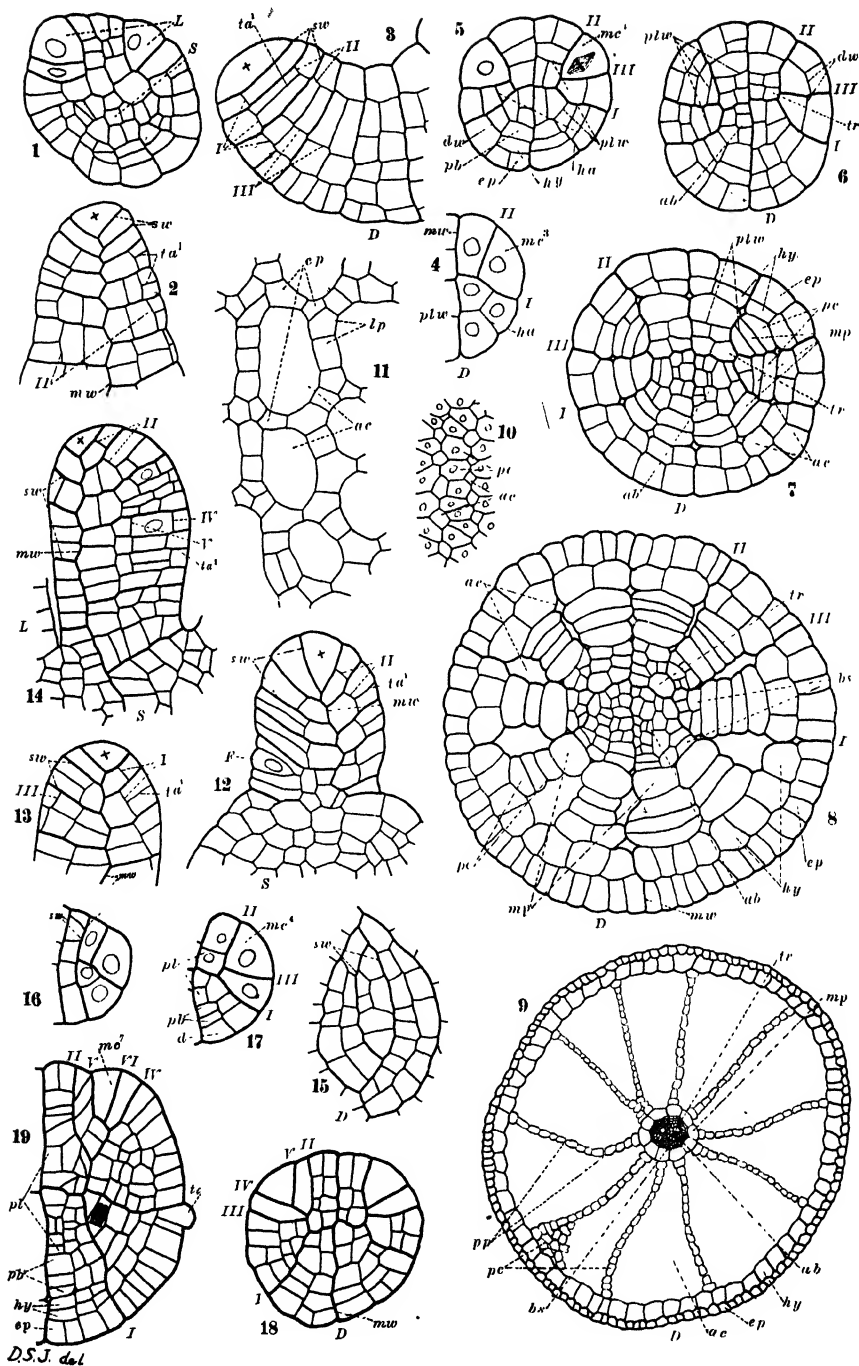 L
S
1
ta¹
sw
II
3
I
III
D
5
II
mc¹
III
I
plw
dw
pb
ep
hy
ha
plw
II
dw
III
tr
I
ab
D
6
sw
ta¹
2
II
mw
ep
lp
11
ac
mw
II
mc³
4
I
plw
ha
D
10
pc
ac
plw
II
hy
ep
pc
mp
III
I
tr
ac
ab
D
7
II
sw
IV
V
mw
ta¹
L
14
S
sw
II
ta¹
mw
F
12
S
sw
1
III
ta¹
13
mw
II
ac
tr
III
bs
I
8
pc
ep
mp
ab
hy
D
mw
sw
16
II
mc⁴
pl
III
pb
I
d
17
sw
15
D
9
tr
mp
pp
pc
bs
D
ac
ep
hy
ab
mc⁷
II
V
VI
IV
19
te
pl
pb
hy
ep
I
II
V
IV
III
1
18
D
mw
D.S.J. del